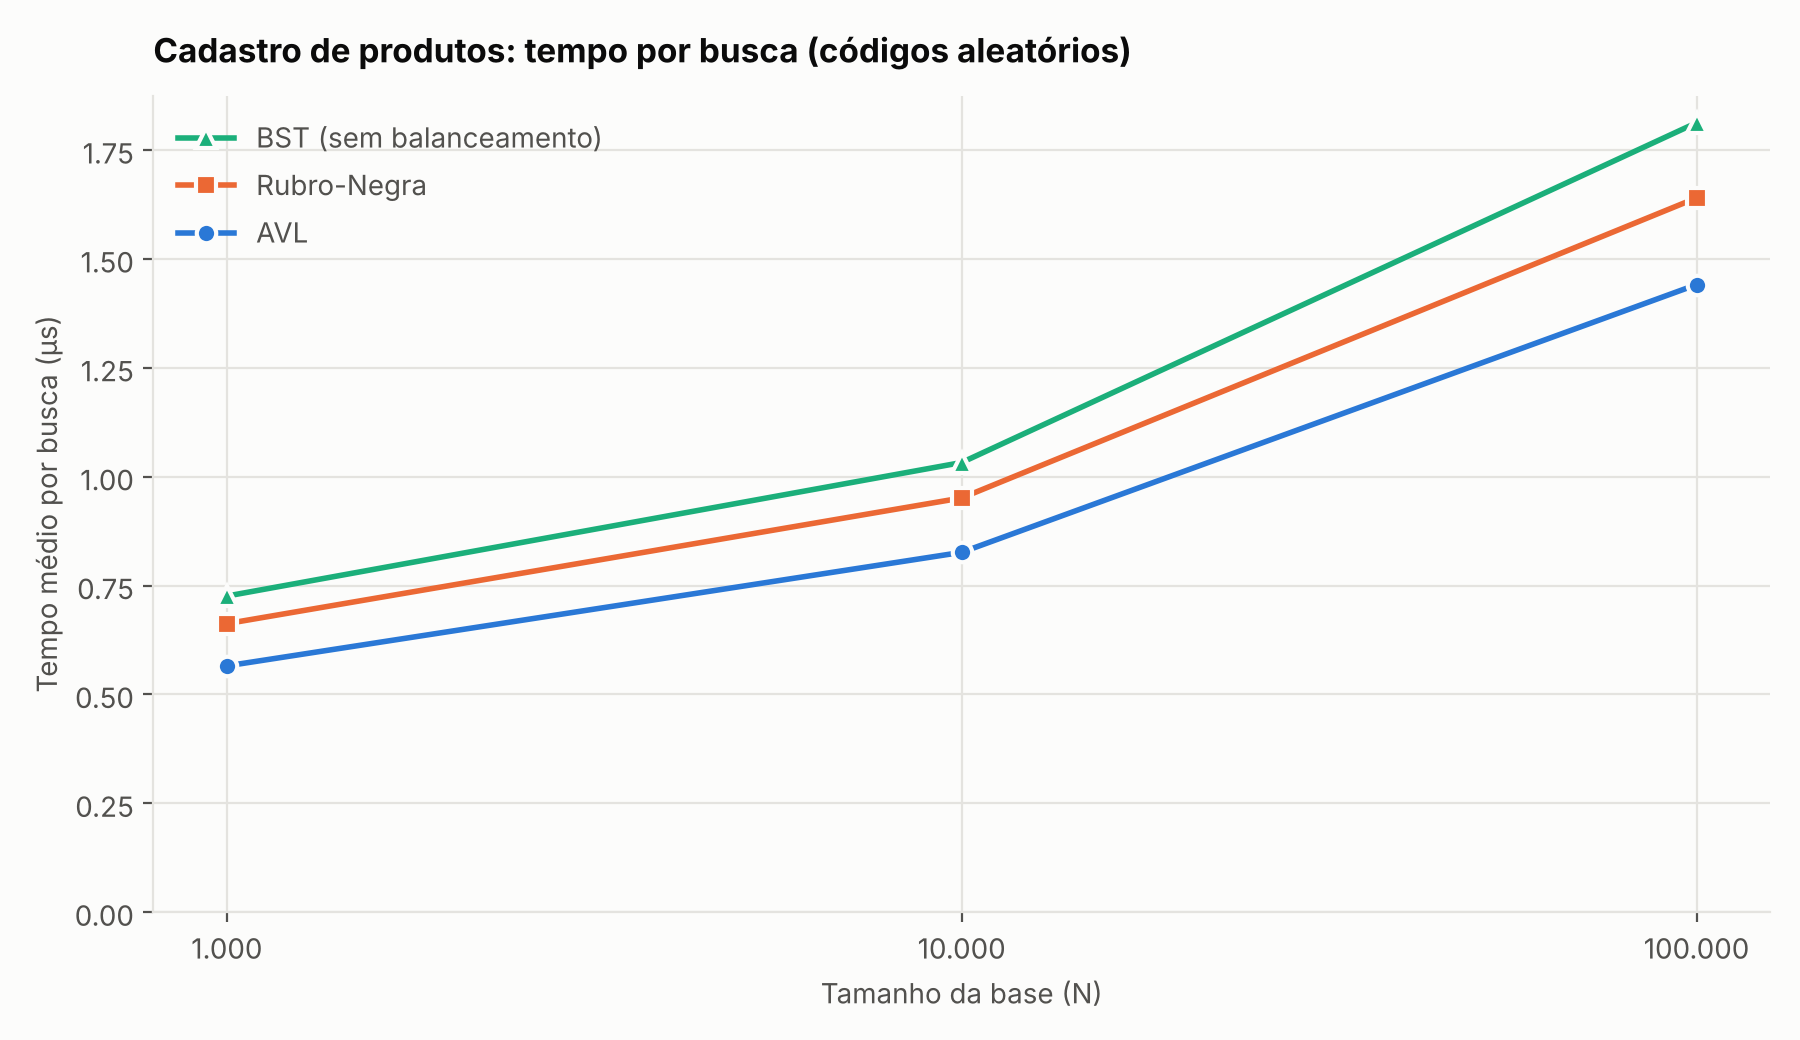 Cadastro de produtos: tempo por busca (códigos aleatórios)
BST (sem balanceamento)
Rubro-Negra
AVL
Tempo médio por busca (µs)
1.75
1.50
1.25
1.00
0.75
0.50
0.25
0.00
1.000
10.000
100.000
Tamanho da base (N)